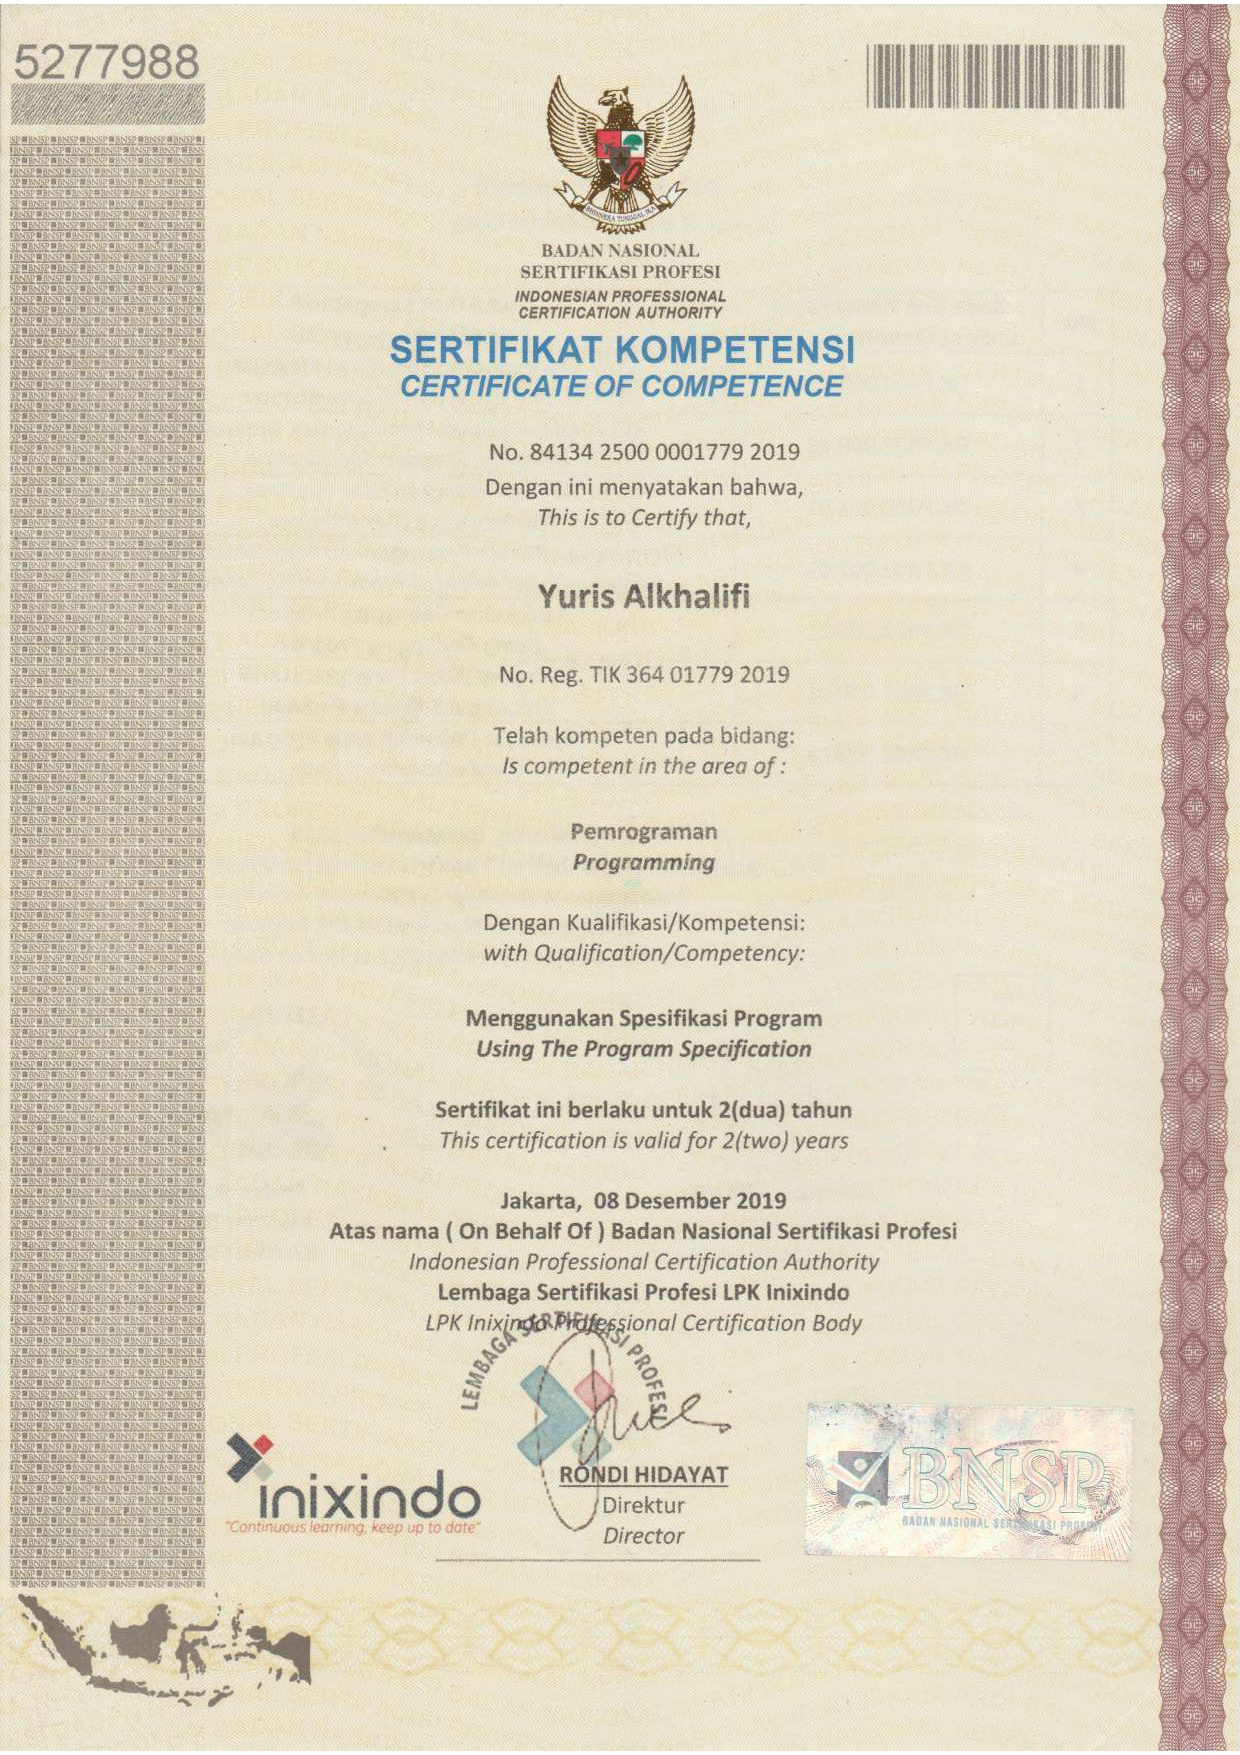 5277988
BHINNEKA TUNGGAL IKA
BADAN NASIONAL
SERTIFIKASI PROFESI
INDONESIAN PROFESSIONAL
CERTIFICATION AUTHORITY
SERTIFIKAT KOMPETENSI
CERTIFICATE OF COMPETENCE
No. 84134 2500 0001779 2019
Dengan ini menyatakan bahwa,
This is to Certify that,
Yuris Alkhalifi
No. Reg. TIK 364 01779 2019
Telah kompeten pada bidang:
Is competent in the area of :
Pemrograman
Programming
Dengan Kualifikasi/Kompetensi:
with Qualification/Competency:
Menggunakan Spesifikasi Program
Using The Program Specification
Sertifikat ini berlaku untuk 2(dua) tahun
This certification is valid for 2(two) years
Jakarta, 08 Desember 2019
Atas nama ( On Behalf Of ) Badan Nasional Sertifikasi Profesi
Indonesian Professional Certification Authority
Lembaga Sertifikasi Profesi LPK Inixindo
LPK Inixindo Professional Certification Body
LEMBAGA SERTIFIKASI PROFESI
RONDI HIDAYAT
Direktur
Director
inixindo
"Continuous learning, keep up to date"
BNSP
BADAN NASIONAL SERTIFIKASI PROFESI